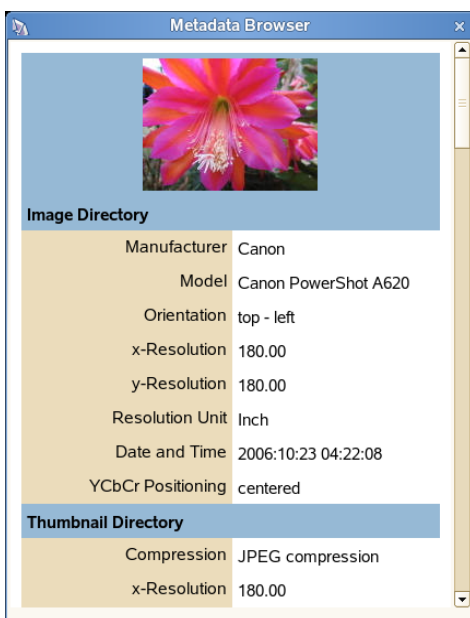 Metadata Browser
Image Directory
Manufacturer Canon
Model Canon PowerShot A620
Orientation top - left
x-Resolution 180.00
y-Resolution 180.00
Resolution Unit Inch
Date and Time 2006:10:23 04:22:08
YCbCr Positioning centered
Thumbnail Directory
Compression JPEG compression
x-Resolution 180.00